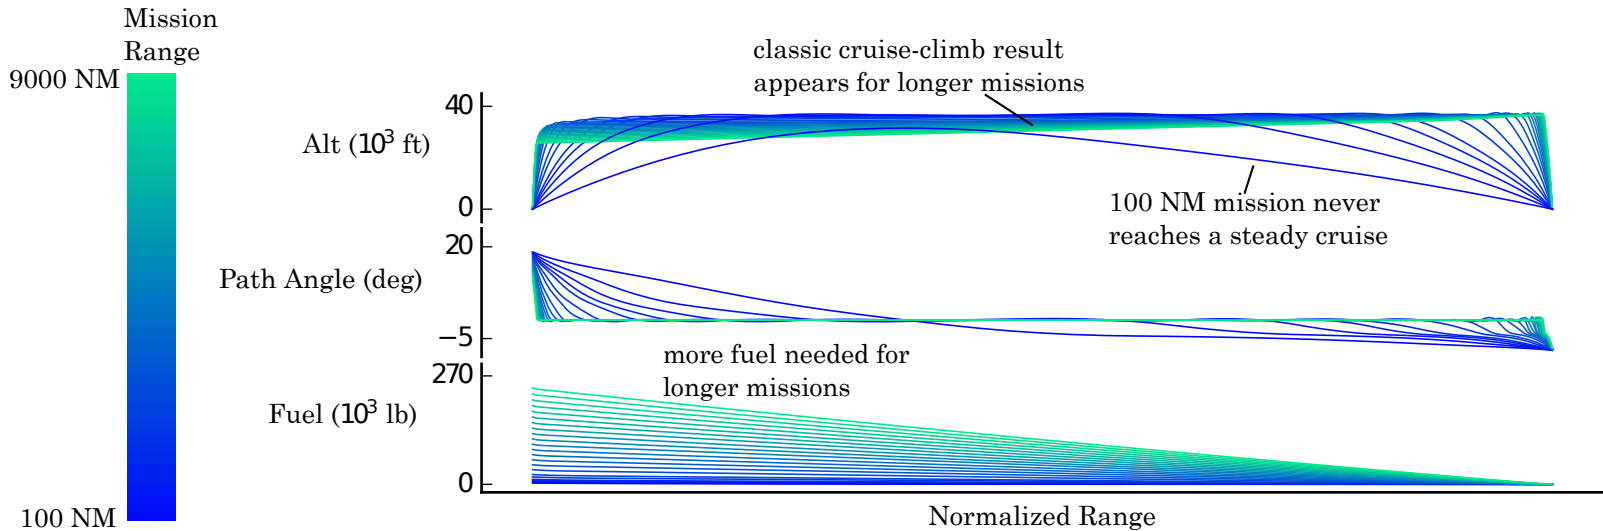 Mission
Range
9000 NM
100 NM
classic cruise-climb result
appears for longer missions
40
Alt (10³ ft)
0
100 NM mission never
reaches a steady cruise
20
Path Angle (deg)
−5
more fuel needed for
longer missions
270
Fuel (10³ lb)
0
Normalized Range